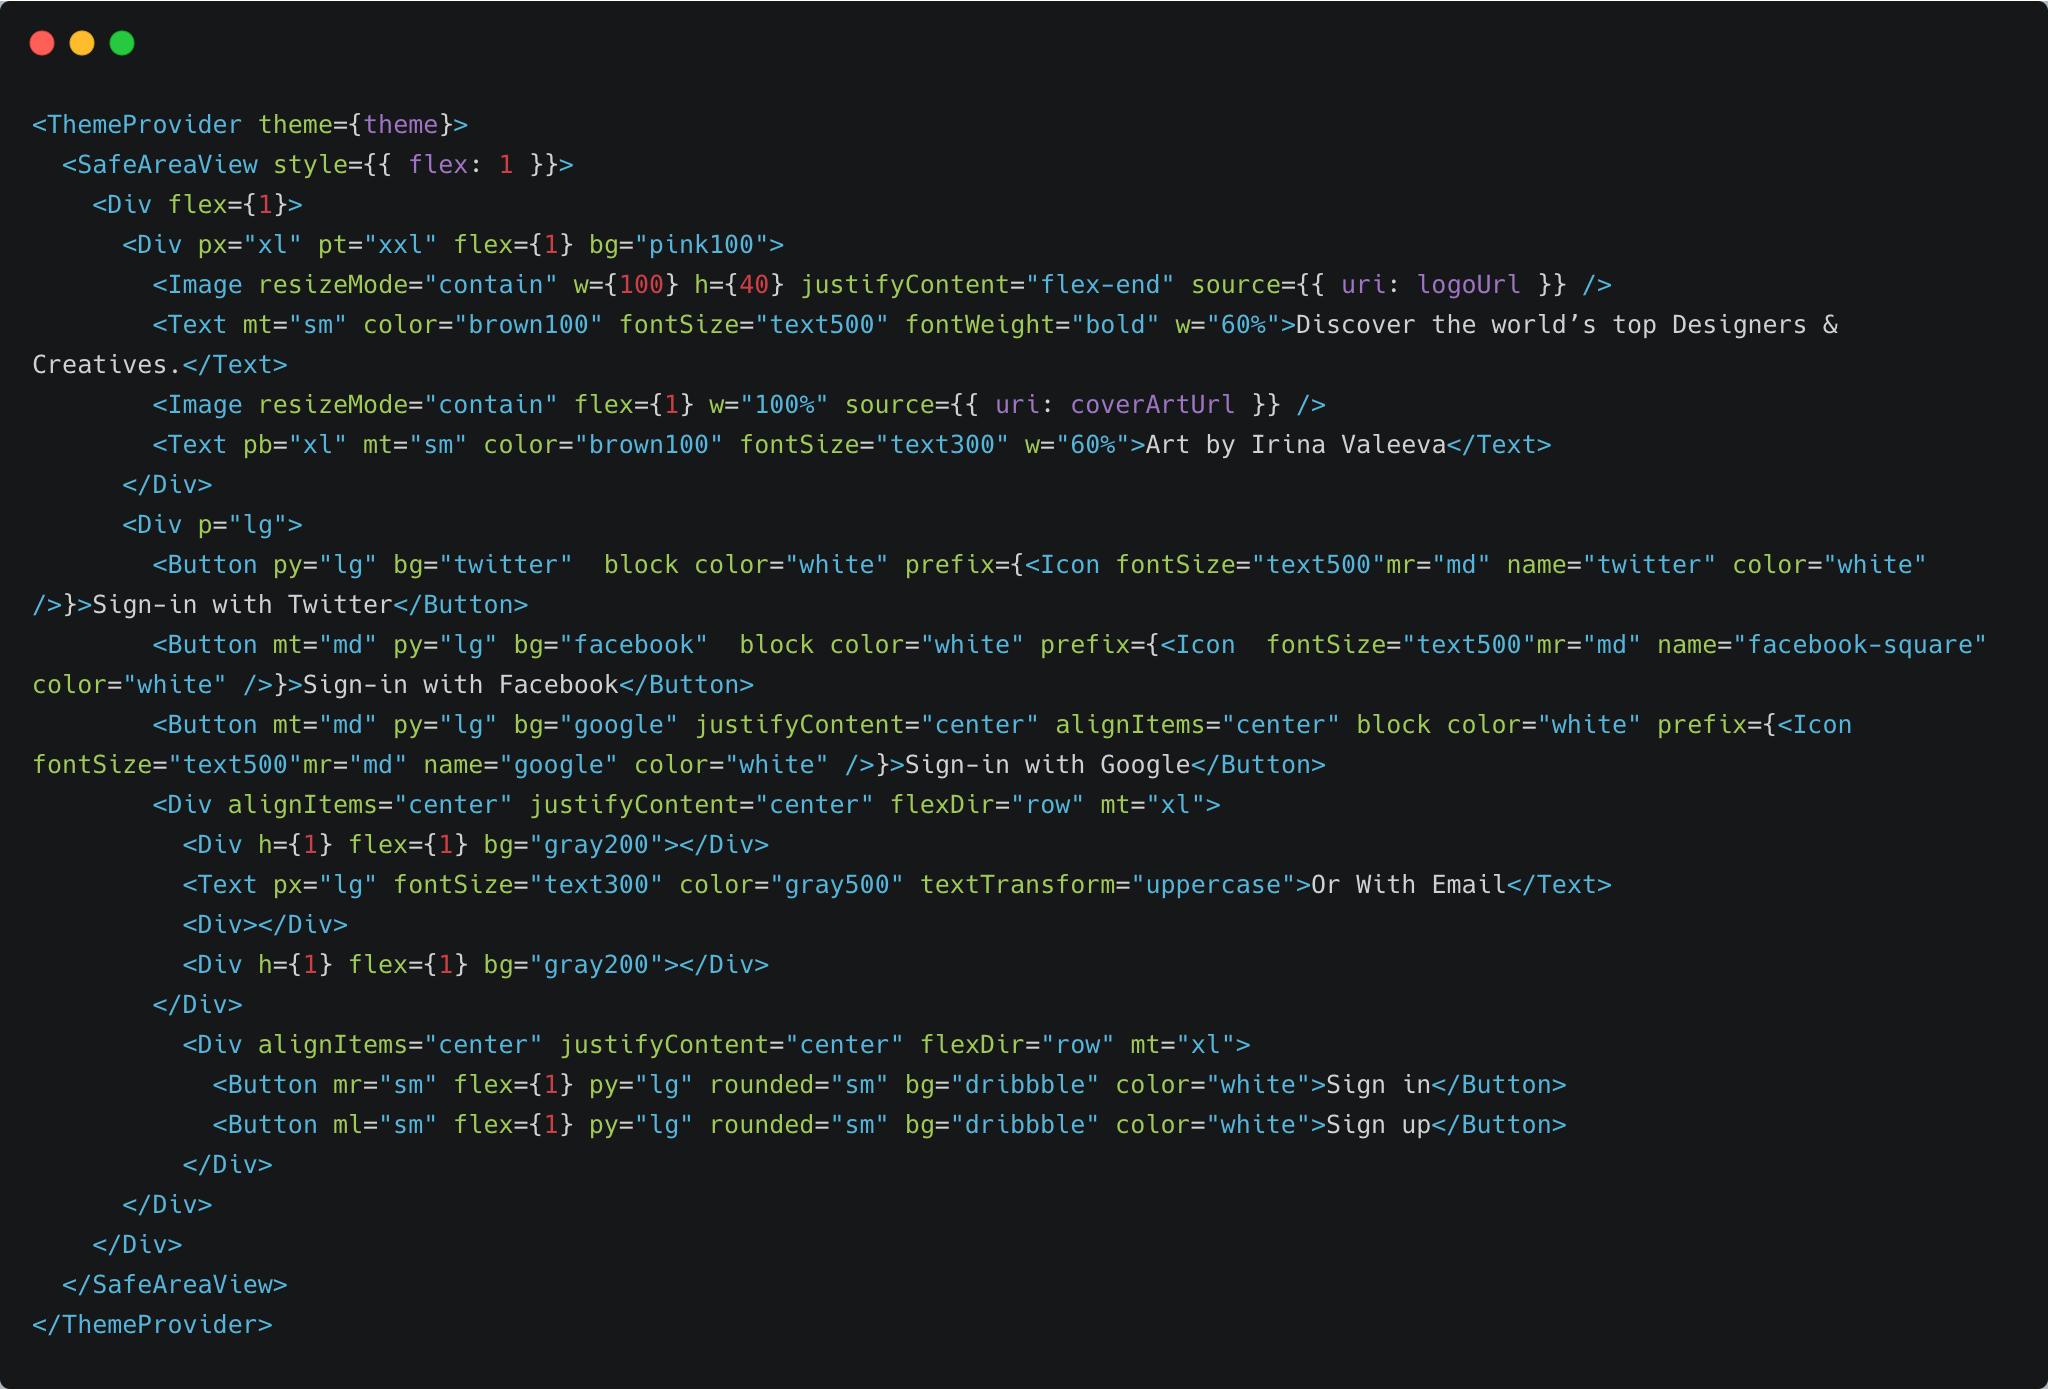 <ThemeProvider theme={theme}>
  <SafeAreaView style={{ flex: 1 }}>
    <Div flex={1}>
      <Div px="xl" pt="xxl" flex={1} bg="pink100">
        <Image resizeMode="contain" w={100} h={40} justifyContent="flex-end" source={{ uri: logoUrl }} />
        <Text mt="sm" color="brown100" fontSize="text500" fontWeight="bold" w="60%">Discover the world’s top Designers &
Creatives.</Text>
        <Image resizeMode="contain" flex={1} w="100%" source={{ uri: coverArtUrl }} />
        <Text pb="xl" mt="sm" color="brown100" fontSize="text300" w="60%">Art by Irina Valeeva</Text>
      </Div>
      <Div p="lg">
        <Button py="lg" bg="twitter"  block color="white" prefix={<Icon fontSize="text500"mr="md" name="twitter" color="white"
/>}>Sign-in with Twitter</Button>
        <Button mt="md" py="lg" bg="facebook"  block color="white" prefix={<Icon  fontSize="text500"mr="md" name="facebook-square"
color="white" />}>Sign-in with Facebook</Button>
        <Button mt="md" py="lg" bg="google" justifyContent="center" alignItems="center" block color="white" prefix={<Icon
fontSize="text500"mr="md" name="google" color="white" />}>Sign-in with Google</Button>
        <Div alignItems="center" justifyContent="center" flexDir="row" mt="xl">
          <Div h={1} flex={1} bg="gray200"></Div>
          <Text px="lg" fontSize="text300" color="gray500" textTransform="uppercase">Or With Email</Text>
          <Div></Div>
          <Div h={1} flex={1} bg="gray200"></Div>
        </Div>
          <Div alignItems="center" justifyContent="center" flexDir="row" mt="xl">
            <Button mr="sm" flex={1} py="lg" rounded="sm" bg="dribbble" color="white">Sign in</Button>
            <Button ml="sm" flex={1} py="lg" rounded="sm" bg="dribbble" color="white">Sign up</Button>
          </Div>
      </Div>
    </Div>
  </SafeAreaView>
</ThemeProvider>